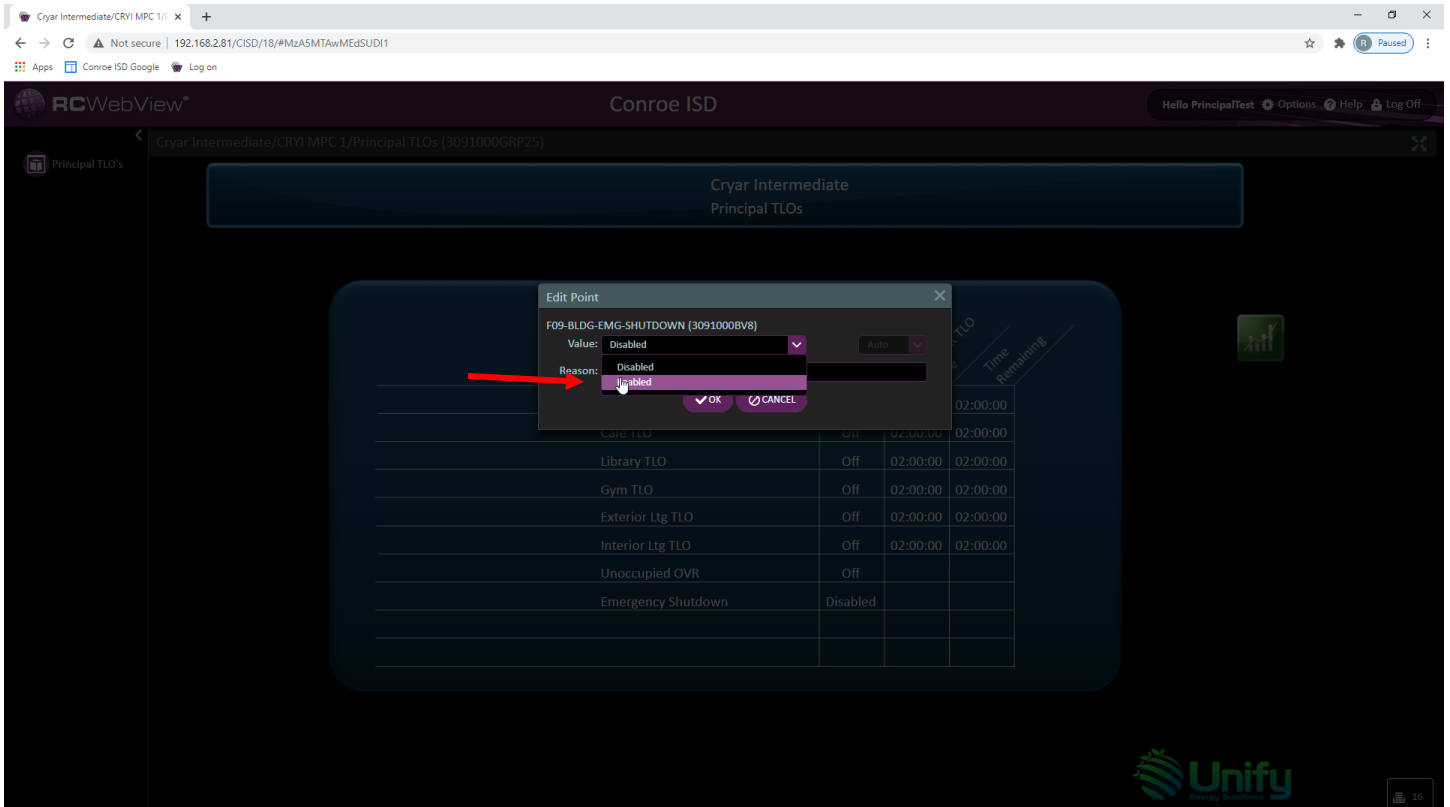 Cryar Intermediate/CRYI MPC 1/P
Not secure | 192.168.2.81/CISD/18/#MzA5MTAwMEdSUDI1
R Paused
Apps Conroe ISD Google Log on
RCWebView®
Conroe ISD
Hello PrincipalTest Options Help Log Off
Principal TLO's
Cryar Intermediate/CRYI MPC 1/Principal TLOs (3091000GRP25)
Cryar Intermediate
Principal TLOs
Edit Point
F09-BLDG-EMG-SHUTDOWN (3091000BV8)
Value: Disabled Auto
Disabled
Reason:
OK CANCEL
TLO
Time
Remaining
02:00:00
Cafe TLO Off 02:00:00 02:00:00
Library TLO Off 02:00:00 02:00:00
Gym TLO Off 02:00:00 02:00:00
Exterior Ltg TLO Off 02:00:00 02:00:00
Interior Ltg TLO Off 02:00:00 02:00:00
Unoccupied OVR Off
Emergency Shutdown Disabled
Unify
Energy Solutions
16